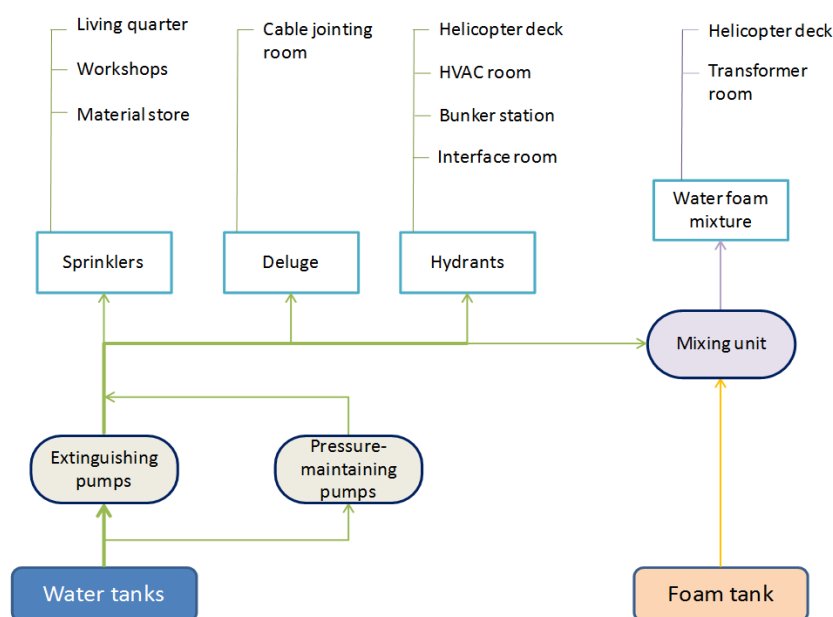 Living quarter
Workshops
Material store
Cable jointing
room
Helicopter deck
HVAC room
Bunker station
Interface room
Helicopter deck
Transformer
room
Water foam
mixture
Sprinklers
Deluge
Hydrants
Mixing unit
Extinguishing
pumps
Pressure-
maintaining
pumps
Water tanks
Foam tank